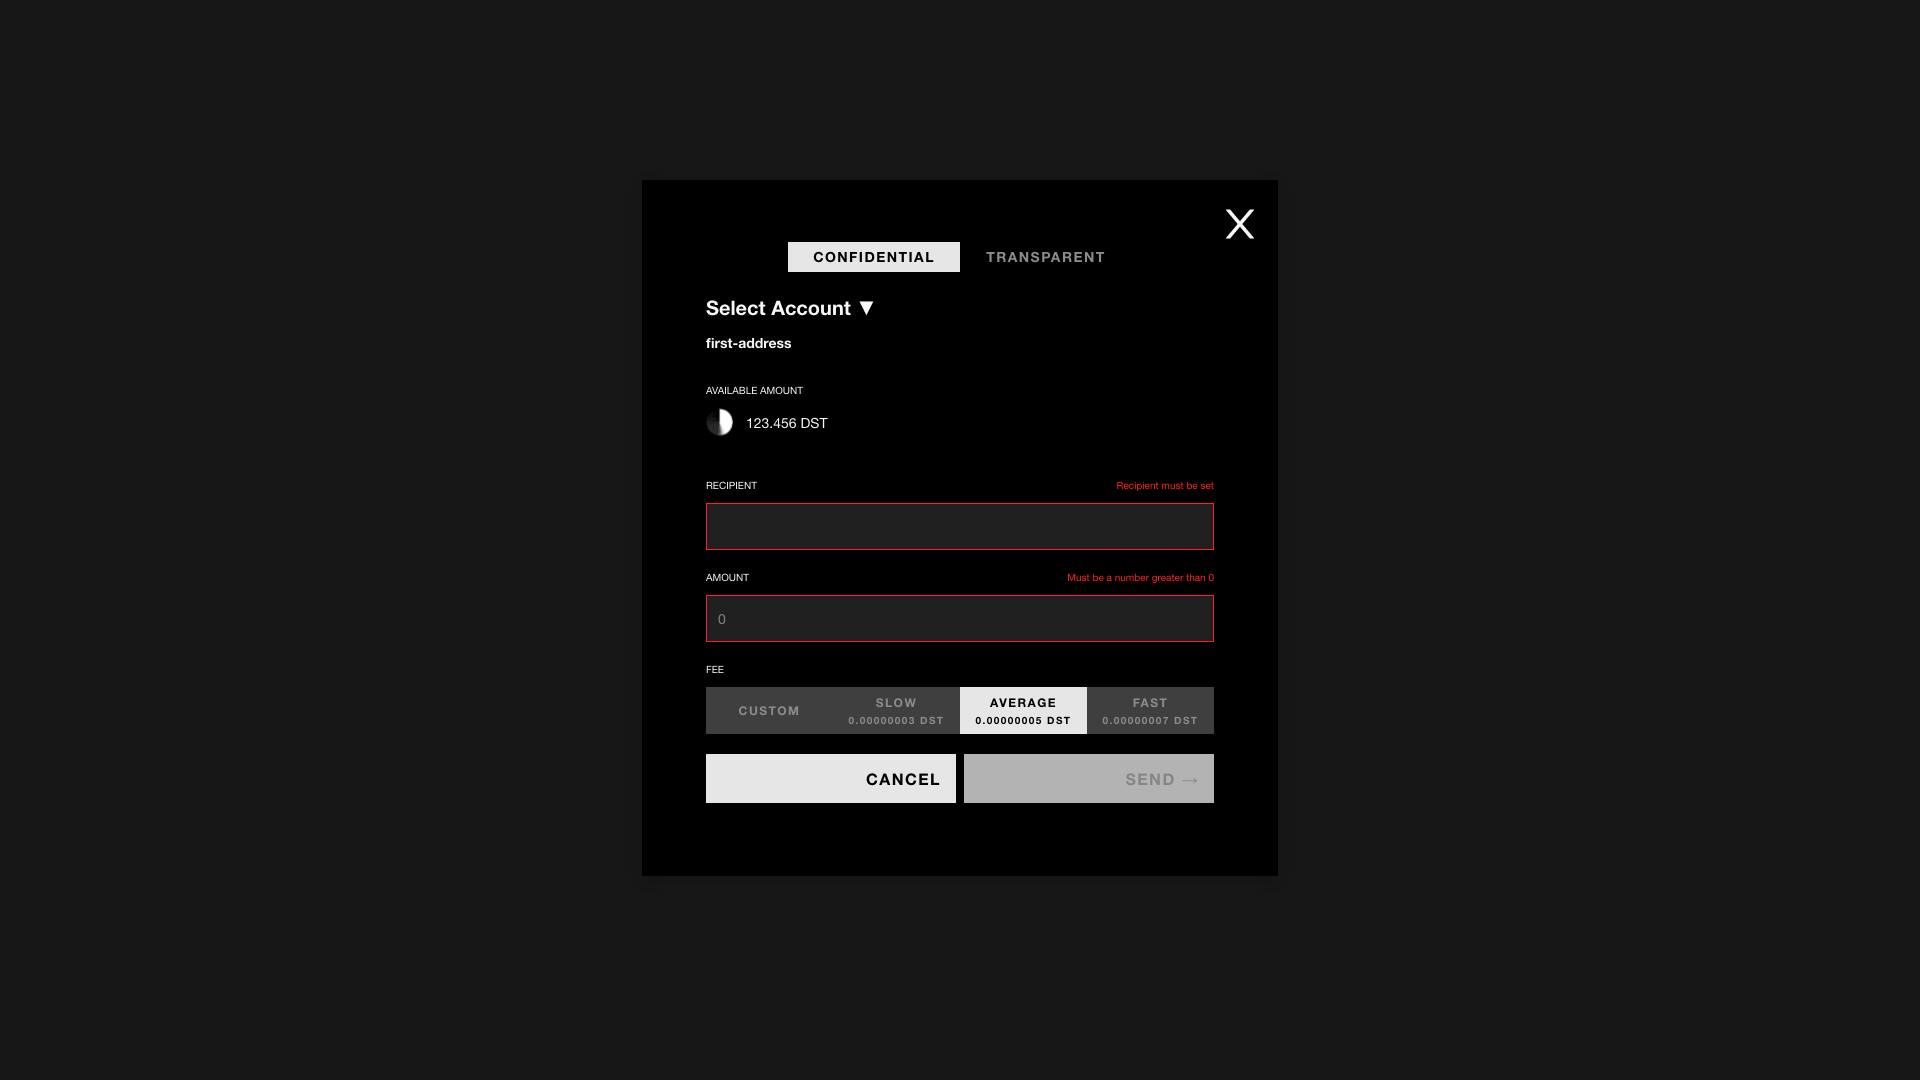 X
CONFIDENTIAL TRANSPARENT
Select Account ▼
first-address
AVAILABLE AMOUNT
123.456 DST
RECIPIENT Recipient must be set
AMOUNT Must be a number greater than 0
0
FEE
CUSTOM SLOW AVERAGE FAST
0.00000003 DST 0.00000005 DST 0.00000007 DST
CANCEL SEND →